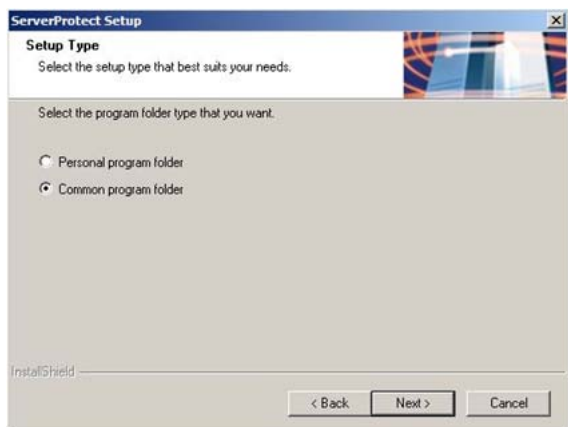 ServerProtect Setup
Setup Type
Select the setup type that best suits your needs.
Select the program folder type that you want.
Personal program folder
Common program folder
InstallShield
< Back
Next >
Cancel